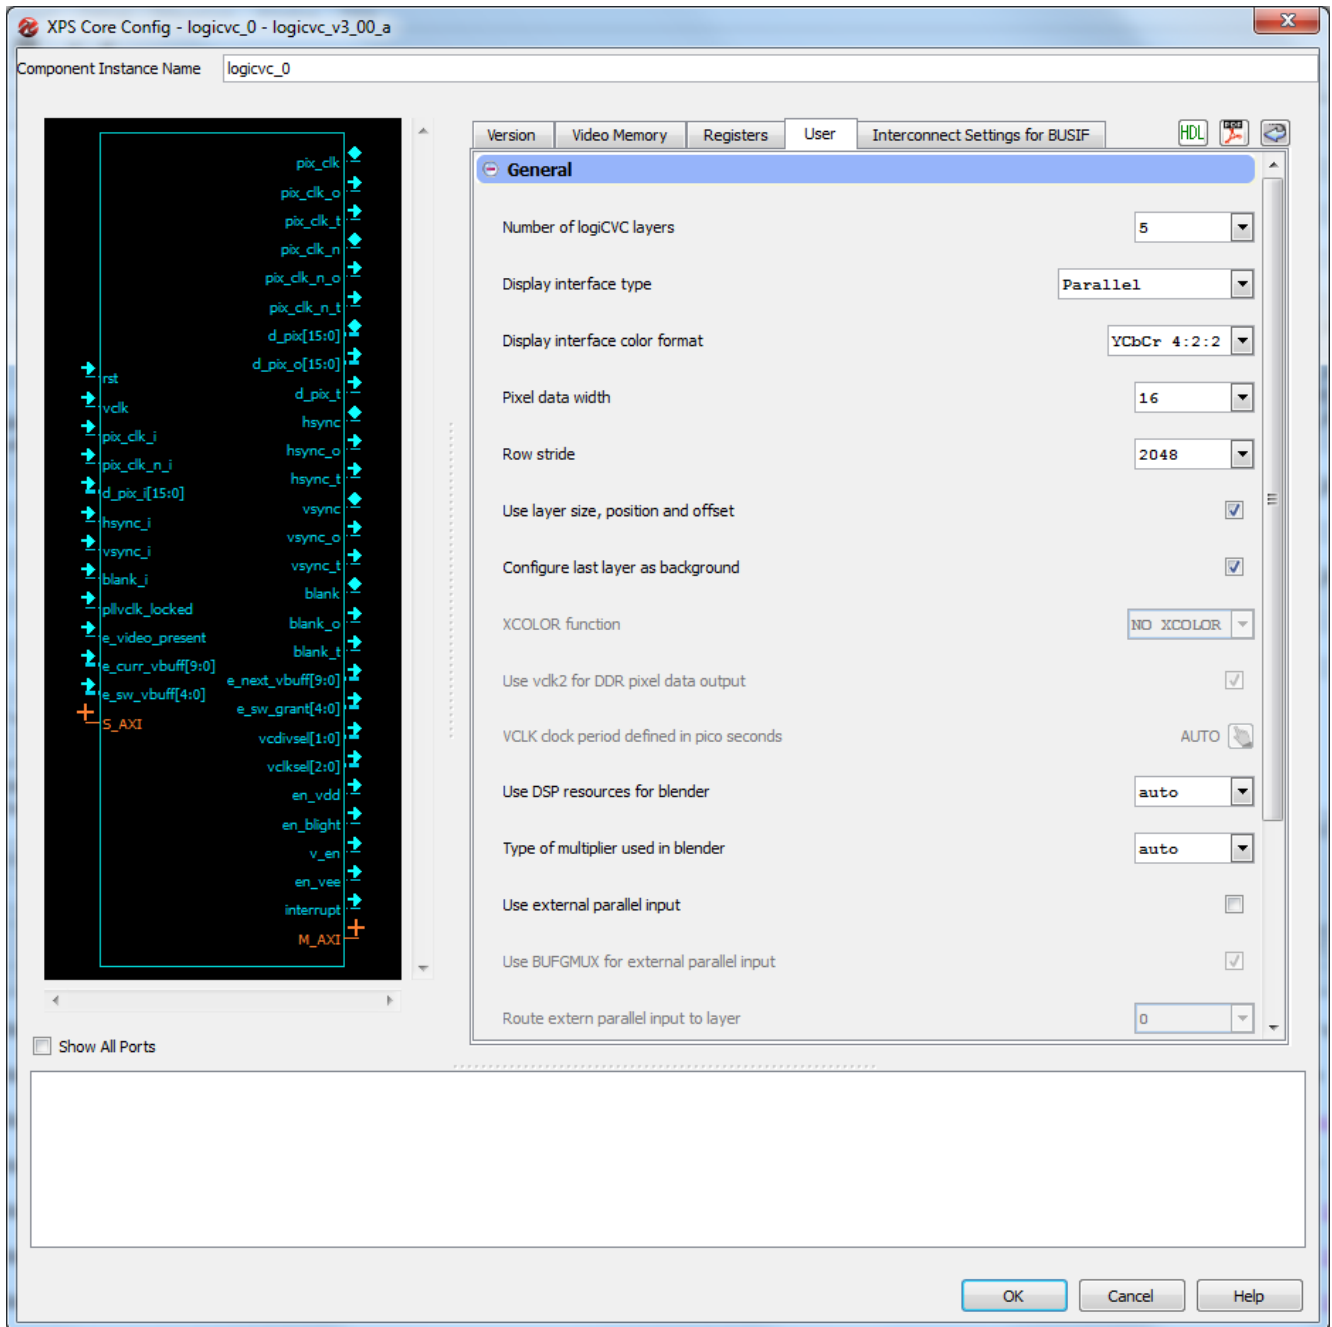 XPS Core Config - logicvc_0 - logicvc_v3_00_a
Component Instance Name logicvc_0
pix_clk
pix_clk_o
pix_clk_t
pix_clk_n
pix_clk_n_o
pix_clk_n_t
d_pix[15:0]
d_pix_o[15:0]
d_pix_t
hsync
hsync_o
hsync_t
vsync
vsync_o
vsync_t
blank
blank_o
blank_t
e_next_vbuff[9:0]
e_sw_grant[4:0]
vcdivsel[1:0]
vclksel[2:0]
en_vdd
en_blight
v_en
en_vee
interrupt
M_AXI
rst
vclk
pix_clk_i
pix_clk_n_i
d_pix_i[15:0]
hsync_i
vsync_i
blank_i
pllvclk_locked
e_video_present
e_curr_vbuff[9:0]
e_sw_vbuff[4:0]
S_AXI
Show All Ports
Version Video Memory Registers User Interconnect Settings for BUSIF HDL PDF
General
Number of logiCVC layers 5
Display interface type Parallel
Display interface color format YCbCr 4:2:2
Pixel data width 16
Row stride 2048
Use layer size, position and offset
Configure last layer as background
XCOLOR function NO XCOLOR
Use vclk2 for DDR pixel data output
VCLK clock period defined in pico seconds AUTO
Use DSP resources for blender auto
Type of multiplier used in blender auto
Use external parallel input
Use BUFGMUX for external parallel input
Route extern parallel input to layer 0
OK Cancel Help